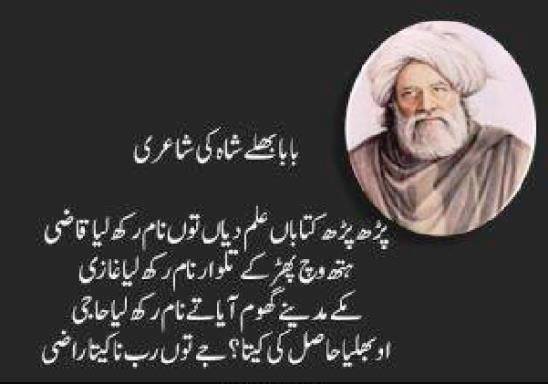 بابا بھلے شاہ کی شاعری
پڑھ پڑھ کتاباں علم دیاں توں نام رکھ لیا قاضی
ہتھ وچ پھڑ کے تلوار نام رکھ لیا غازی
مکے مدینے گھوم آیا تے نام رکھ لیا حاجی
او بھلیا حاصل کی کیتا؟ جے توں رب نا کیتا راضی